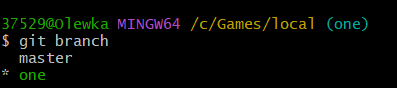 37529@Olewka MINGW64 /c/Games/local (one)
$ git branch
  master
* one